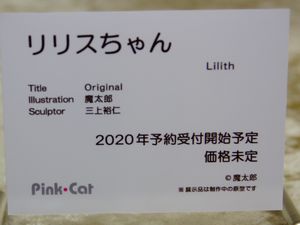 リリスちゃん
Lilith
Title Original
Illustration 魔太郎
Sculptor 三上裕仁
2020年予約受付開始予定
価格未定
©魔太郎
Pink・Cat
※展示品は制作中の原型です